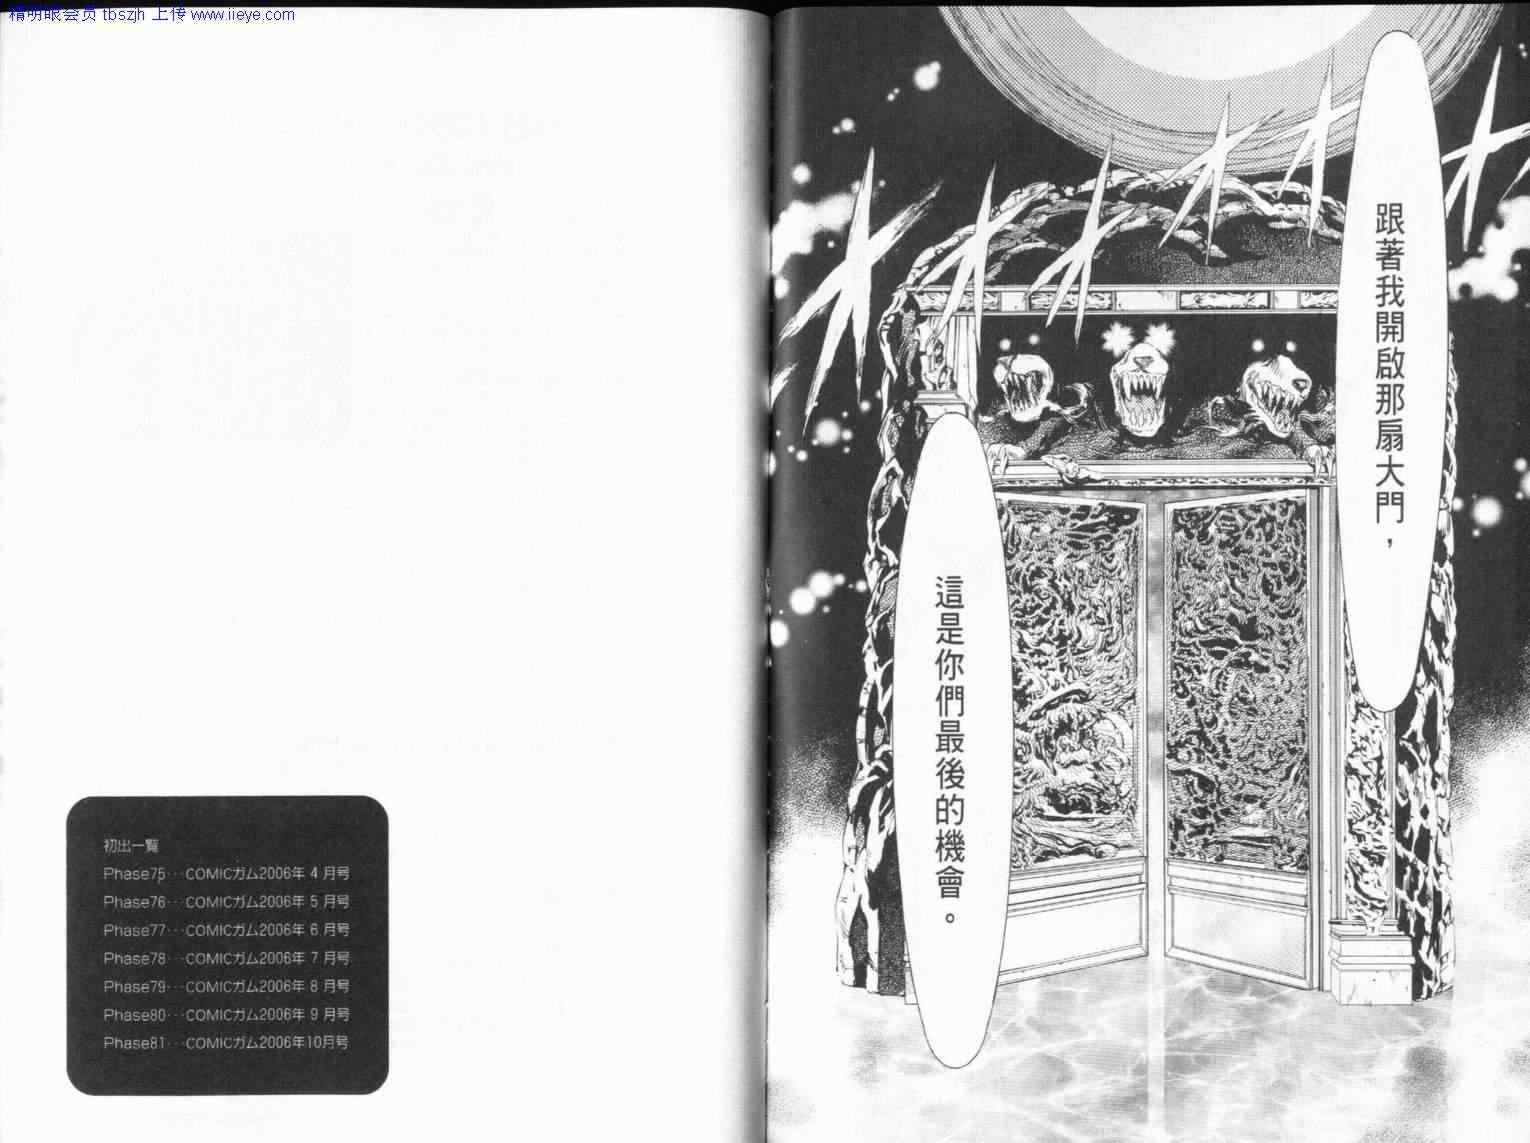 精明眼会员 tbszjh 上传 www.iieye.com
跟著我開啟那扇大門，
這是你們最後的機會。
初出一覧
Phase75･･･COMICガム2006年 4 月号
Phase76･･･COMICガム2006年 5 月号
Phase77･･･COMICガム2006年 6 月号
Phase78･･･COMICガム2006年 7 月号
Phase79･･･COMICガム2006年 8 月号
Phase80･･･COMICガム2006年 9 月号
Phase81･･･COMICガム2006年10月号